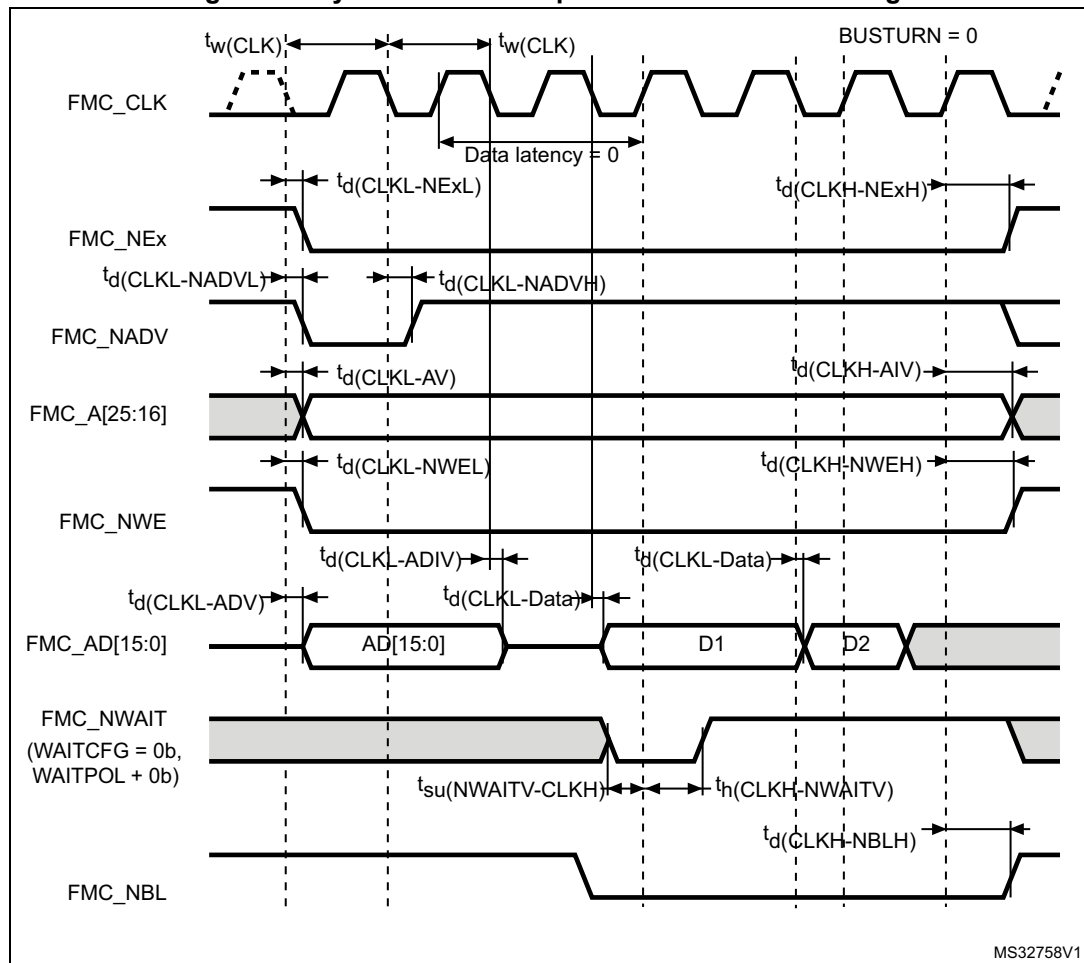 tw(CLK)
tw(CLK)
BUSTURN = 0
FMC_CLK
Data latency = 0
td(CLKL-NExL)
td(CLKH-NExH)
FMC_NEx
td(CLKL-NADVL)
td(CLKL-NADVH)
FMC_NADV
td(CLKL-AV)
td(CLKH-AIV)
FMC_A[25:16]
td(CLKL-NWEL)
td(CLKH-NWEH)
FMC_NWE
td(CLKL-ADIV)
td(CLKL-Data)
td(CLKL-ADV)
td(CLKL-Data)
FMC_AD[15:0]
AD[15:0]
D1
D2
FMC_NWAIT
(WAITCFG = 0b,
WAITPOL + 0b)
tsu(NWAITV-CLKH)
th(CLKH-NWAITV)
td(CLKH-NBLH)
FMC_NBL
MS32758V1